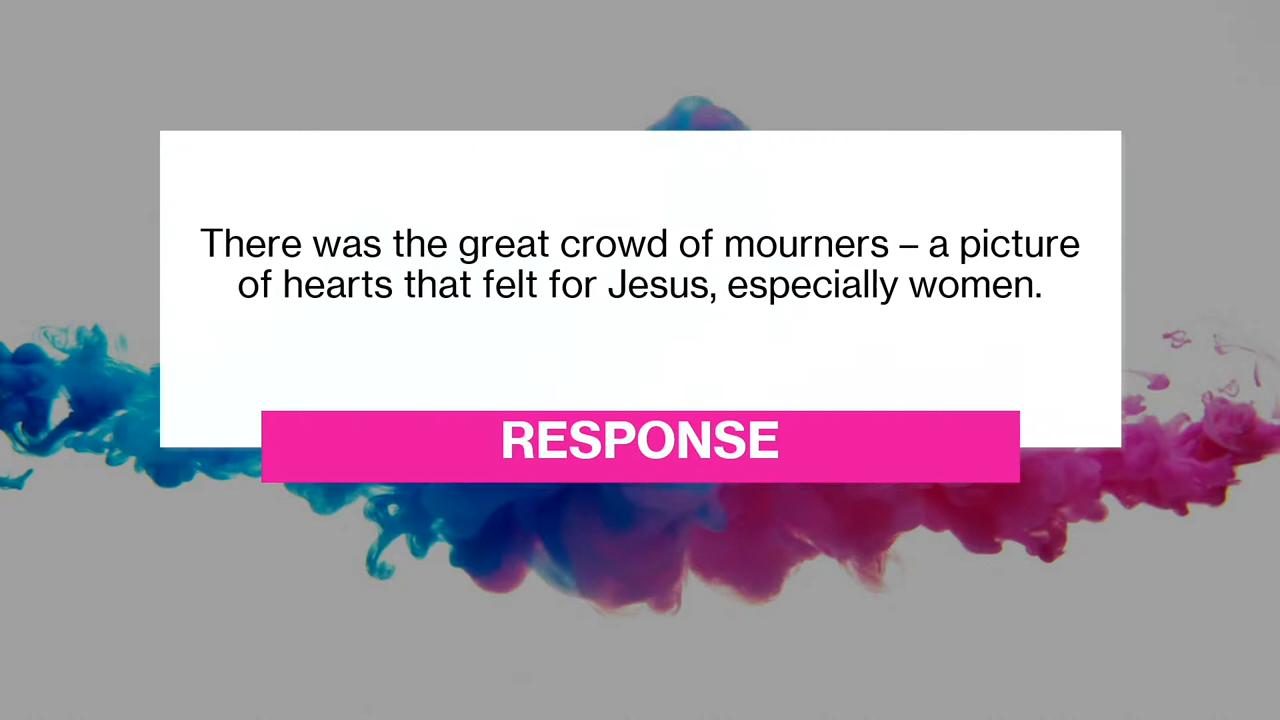 There was the great crowd of mourners – a picture
of hearts that felt for Jesus, especially women.
RESPONSE